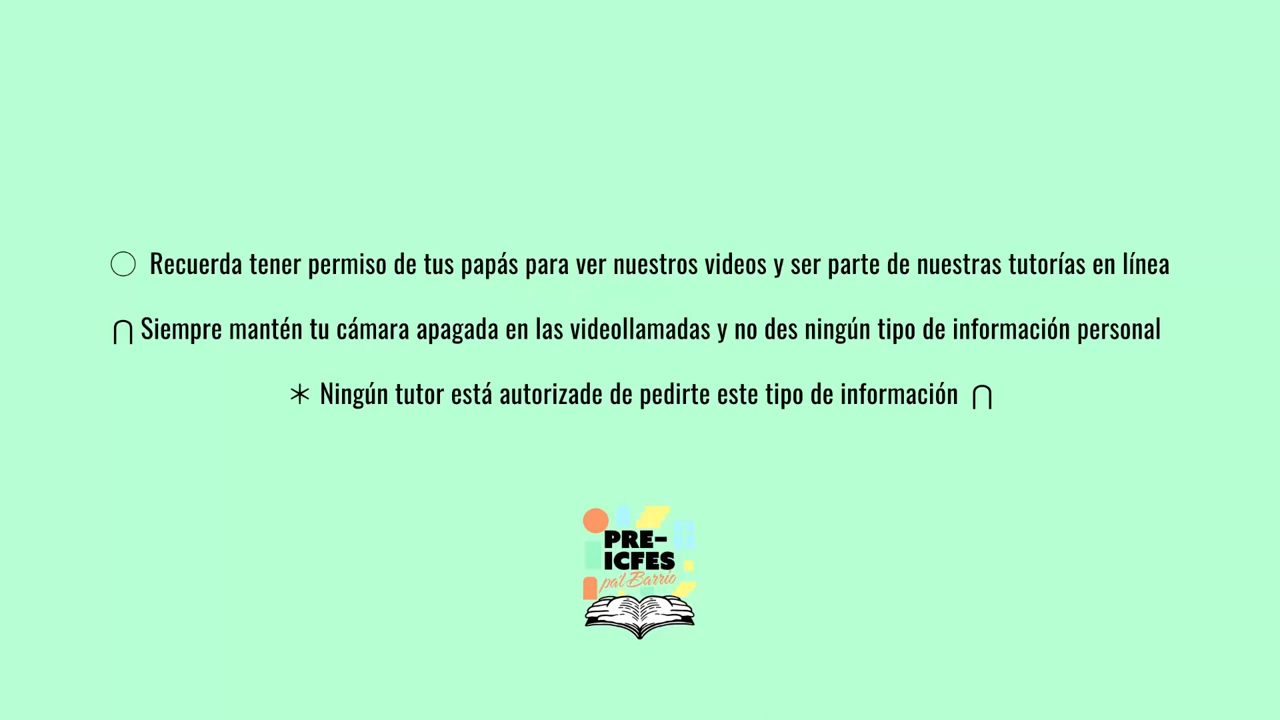 ◯ Recuerda tener permiso de tus papás para ver nuestros videos y ser parte de nuestras tutorías en línea
⋂ Siempre mantén tu cámara apagada en las videollamadas y no des ningún tipo de información personal
＊ Ningún tutor está autorizade de pedirte este tipo de información ⋂
PRE-
ICFES
pa'l Barrio